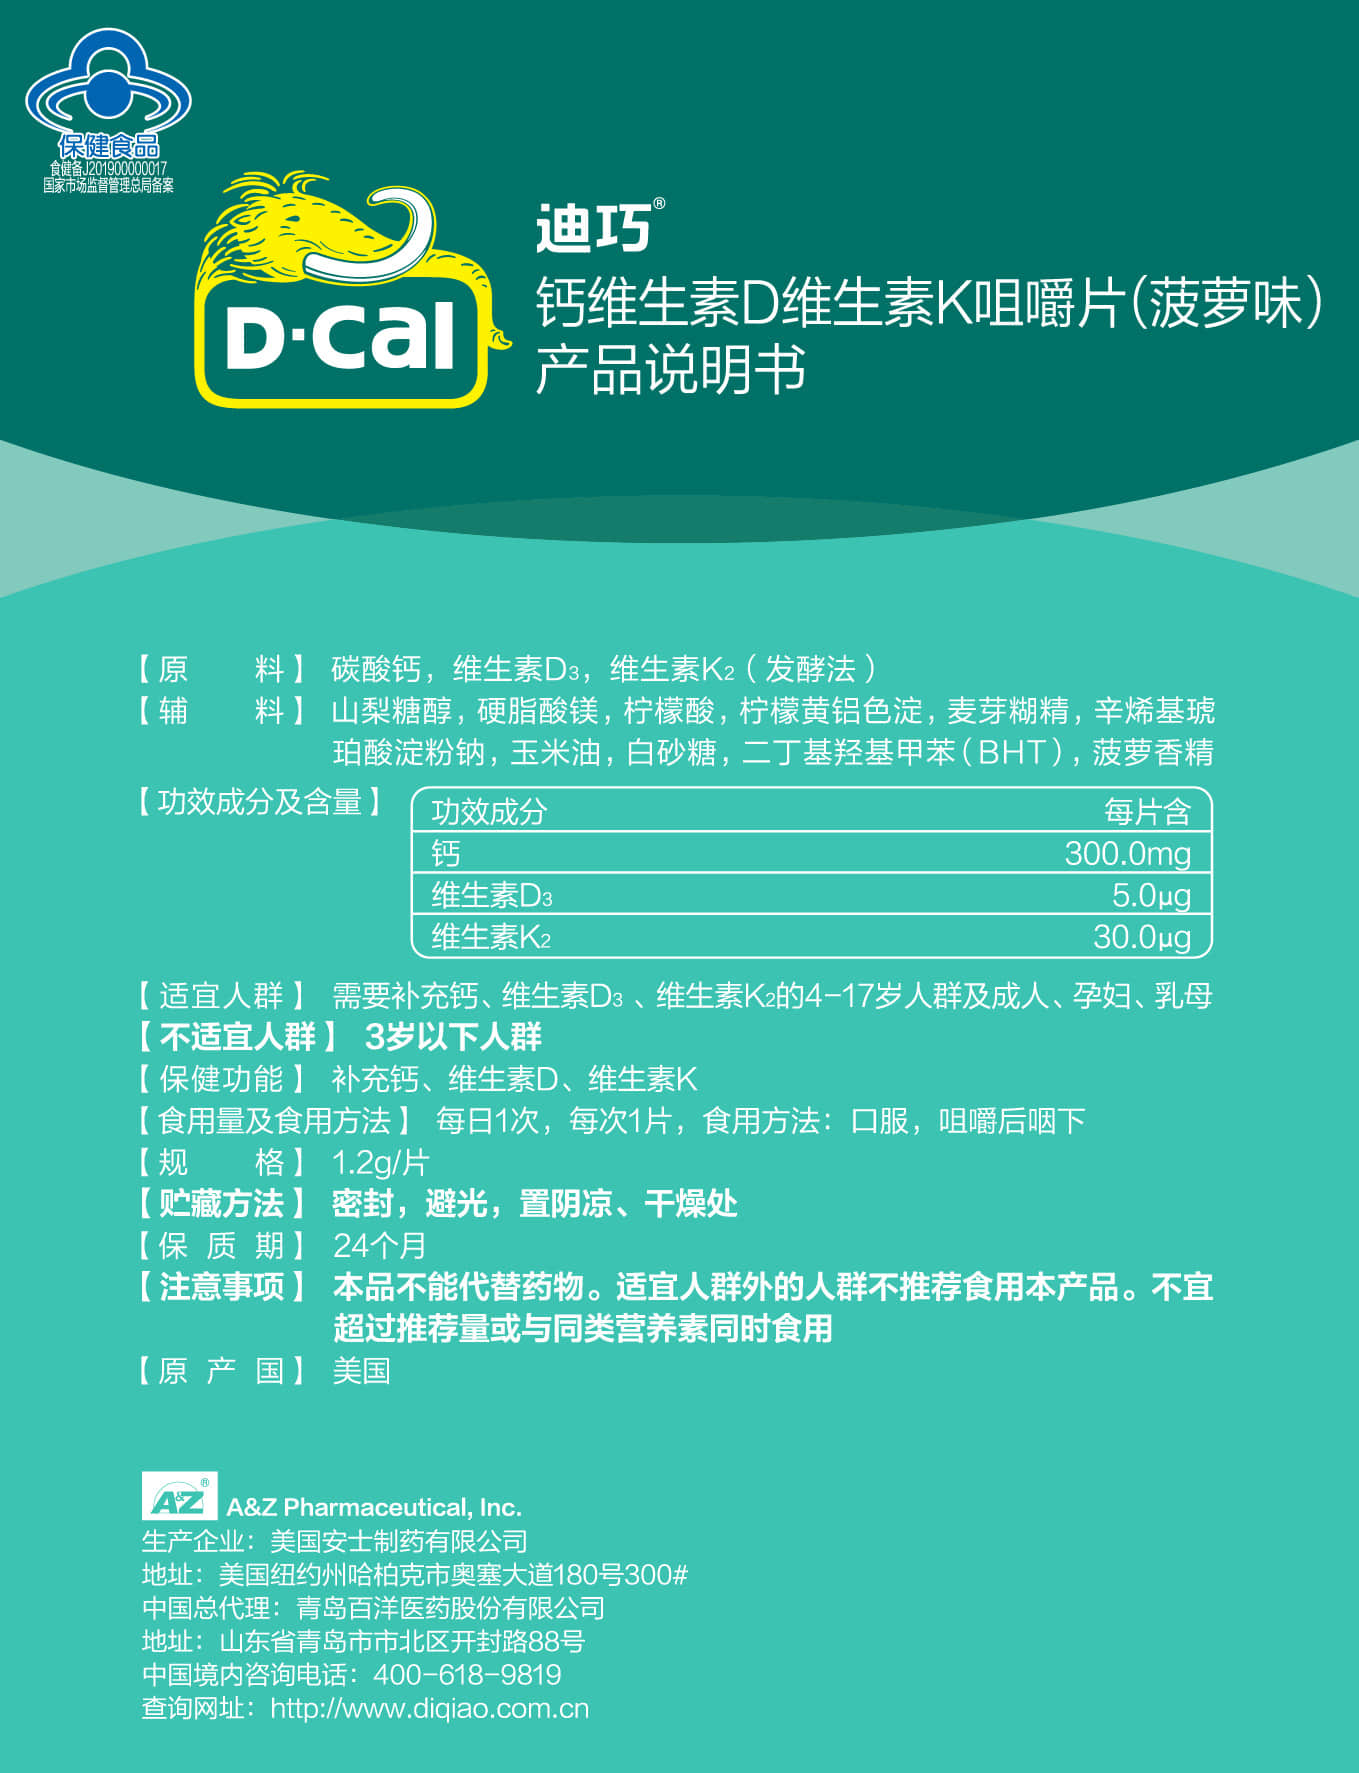 保健食品
食健备J201900000017
国家市场监督管理总局备案
D·Cal
迪巧®
钙维生素D维生素K咀嚼片(菠萝味)
产品说明书
【原料】 碳酸钙，维生素D3，维生素K2（发酵法）
【辅料】 山梨糖醇，硬脂酸镁，柠檬酸，柠檬黄铝色淀，麦芽糊精，辛烯基琥
珀酸淀粉钠，玉米油，白砂糖，二丁基羟基甲苯（BHT），菠萝香精
【功效成分及含量】
功效成分 每片含
钙 300.0mg
维生素D3 5.0μg
维生素K2 30.0μg
【适宜人群】 需要补充钙、维生素D3、维生素K2的4-17岁人群及成人、孕妇、乳母
【不适宜人群】 3岁以下人群
【保健功能】 补充钙、维生素D、维生素K
【食用量及食用方法】 每日1次，每次1片，食用方法：口服，咀嚼后咽下
【规格】 1.2g/片
【贮藏方法】 密封，避光，置阴凉、干燥处
【保质期】 24个月
【注意事项】 本品不能代替药物。适宜人群外的人群不推荐食用本产品。不宜
超过推荐量或与同类营养素同时食用
【原产国】 美国
A&Z® A&Z Pharmaceutical, Inc.
生产企业：美国安士制药有限公司
地址：美国纽约州哈柏克市奥塞大道180号300#
中国总代理：青岛百洋医药股份有限公司
地址：山东省青岛市市北区开封路88号
中国境内咨询电话：400-618-9819
查询网址：http://www.diqiao.com.cn